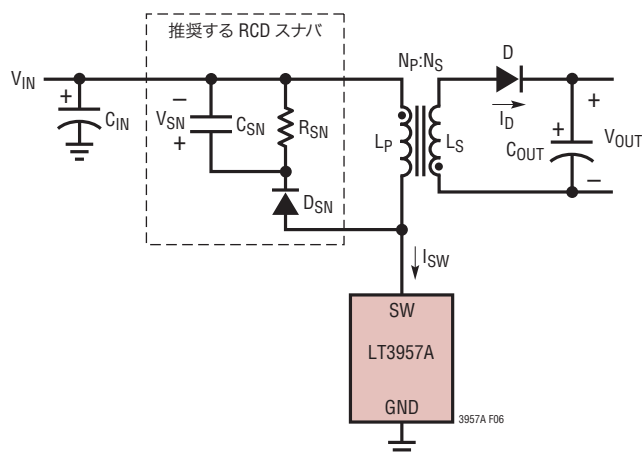 推奨する RCD スナバ
NP:NS
D
VIN
+
CIN
−
VSN
+
CSN
RSN
DSN
LP
LS
ID
+
COUT
+
VOUT
−
ISW
SW
LT3957A
GND
3957A F06